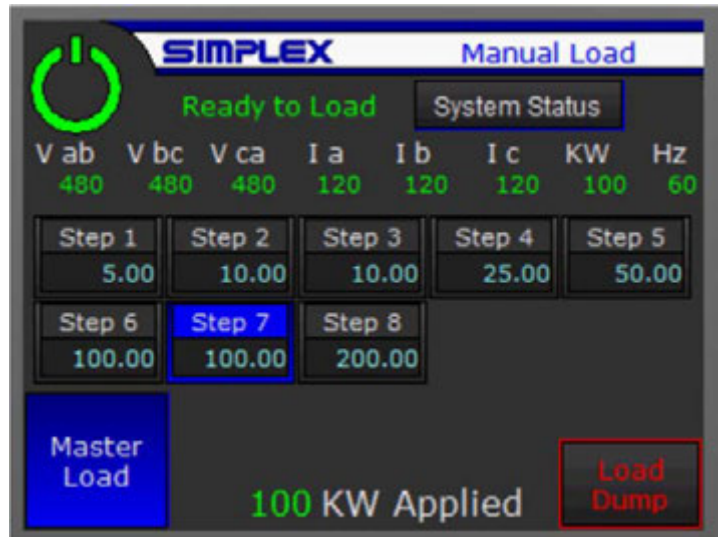 SIMPLEX Manual Load
Ready to Load System Status
V ab V bc V ca I a I b I c KW Hz
480 480 480 120 120 120 100 60
Step 1 Step 2 Step 3 Step 4 Step 5
5.00 10.00 10.00 25.00 50.00
Step 6 Step 7 Step 8
100.00 100.00 200.00
Master
Load
100 KW Applied
Load
Dump